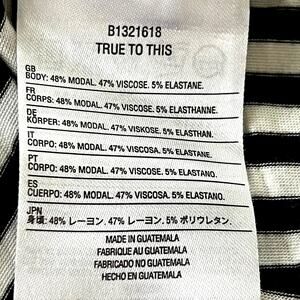 B1321618
TRUE TO THIS
GB
BODY: 48% MODAL. 47% VISCOSE. 5% ELASTANE.
FR
CORPS: 48% MODAL. 47% VISCOSE. 5% ELASTHANNE.
DE
KÖRPER: 48% MODAL. 47% VISKOSE. 5% ELASTHAN.
IT
CORPO: 48% MODAL. 47% VISCOSA. 5% ELASTANO.
PT
CORPO: 48% MODAL. 47% VISCOSE. 5% ELASTANO.
ES
CUERPO: 48% MODAL. 47% VISCOSA. 5% ELASTANO.
JPN
身頃: 48% レーヨン. 47% レーヨン. 5% ポリウレタン.
MADE IN GUATEMALA
FABRIQUE AU GUATEMALA
FABRICADO NO GUATEMALA
HECHO EN GUATEMALA